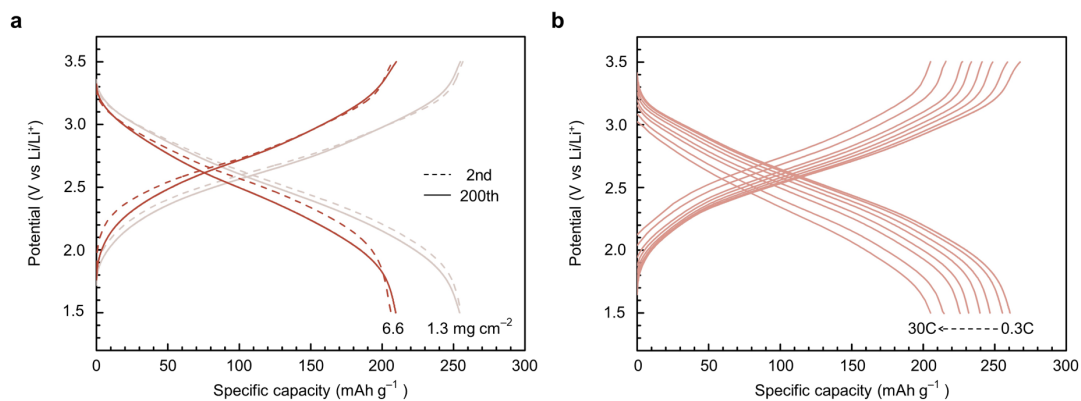 a
3.5
3.0
2.5
2.0
1.5
Potential (V vs Li/Li⁺)
2nd
200th
6.6 1.3 mg cm⁻²
0 50 100 150 200 250 300
Specific capacity (mAh g⁻¹)
b
3.5
3.0
2.5
2.0
1.5
Potential (V vs Li/Li⁺)
30C 0.3C
0 50 100 150 200 250 300
Specific capacity (mAh g⁻¹)